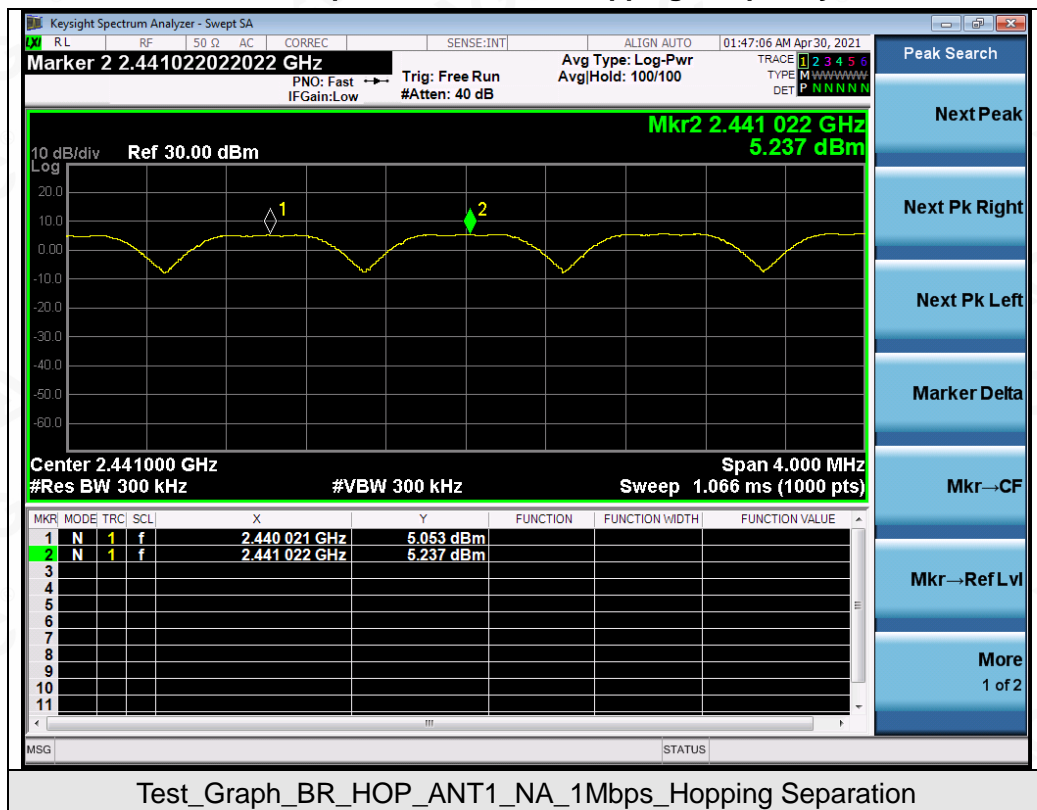 Keysight Spectrum Analyzer - Swept SA
LXI RL RF 50 Ω AC CORREC SENSE:INT ALIGN AUTO 01:47:06 AM Apr 30, 2021
Marker 2 2.441022022022 GHz
PNO: Fast
IFGain:Low
Trig: Free Run
#Atten: 40 dB
Avg Type: Log-Pwr
Avg|Hold: 100/100
TRACE 1 2 3 4 5 6
TYPE M WWWWW
DET P N N N N N
Mkr2 2.441 022 GHz
5.237 dBm
10 dB/div Ref 30.00 dBm
Log
20.0
10.0
0.00
-10.0
-20.0
-30.0
-40.0
-50.0
-60.0
1
2
Center 2.441000 GHz Span 4.000 MHz
#Res BW 300 kHz #VBW 300 kHz Sweep 1.066 ms (1000 pts)
MKR MODE TRC SCL X Y FUNCTION FUNCTION WIDTH FUNCTION VALUE
1 N 1 f 2.440 021 GHz 5.053 dBm
2 N 1 f 2.441 022 GHz 5.237 dBm
3
4
5
6
7
8
9
10
11
MSG STATUS
Peak Search
Next Peak
Next Pk Right
Next Pk Left
Marker Delta
Mkr→CF
Mkr→Ref Lvl
More
1 of 2
Test_Graph_BR_HOP_ANT1_NA_1Mbps_Hopping Separation